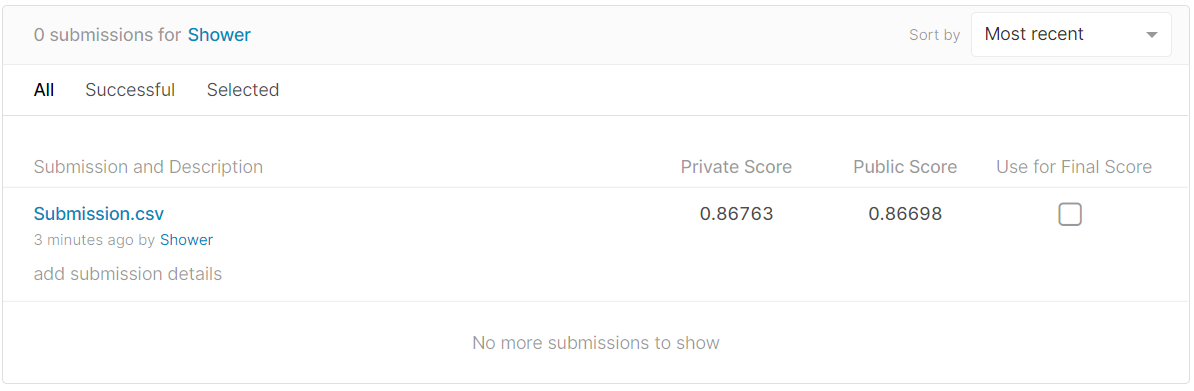 0 submissions for Shower
Sort by Most recent
All Successful Selected
Submission and Description Private Score Public Score Use for Final Score
Submission.csv 0.86763 0.86698
3 minutes ago by Shower
add submission details
No more submissions to show